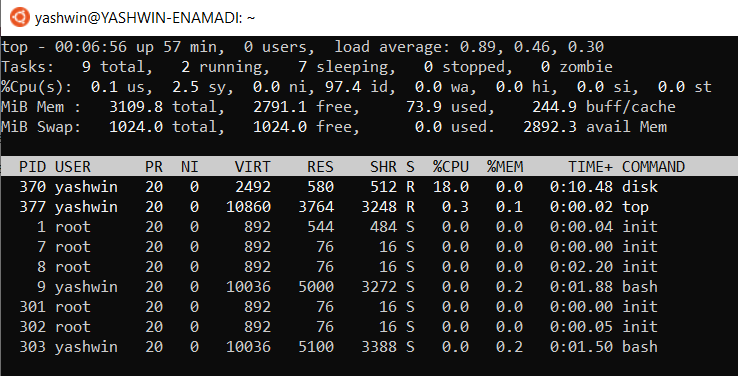 yashwin@YASHWIN-ENAMADI: ~
top - 00:06:56 up 57 min,  0 users,  load average: 0.89, 0.46, 0.30
Tasks:   9 total,   2 running,   7 sleeping,   0 stopped,   0 zombie
%Cpu(s):  0.1 us,  2.5 sy,  0.0 ni, 97.4 id,  0.0 wa,  0.0 hi,  0.0 si,  0.0 st
MiB Mem :   3109.8 total,   2791.1 free,     73.9 used,    244.9 buff/cache
MiB Swap:   1024.0 total,   1024.0 free,      0.0 used.   2892.3 avail Mem
PID USER      PR  NI    VIRT    RES    SHR S  %CPU  %MEM     TIME+ COMMAND
370 yashwin   20   0    2492    580    512 R  18.0   0.0   0:10.48 disk
377 yashwin   20   0   10860   3764   3248 R   0.3   0.1   0:00.02 top
1 root      20   0     892    544    484 S   0.0   0.0   0:00.04 init
7 root      20   0     892     76     16 S   0.0   0.0   0:00.00 init
8 root      20   0     892     76     16 S   0.0   0.0   0:02.20 init
9 yashwin   20   0   10036   5000   3272 S   0.0   0.2   0:01.88 bash
301 root      20   0     892     76     16 S   0.0   0.0   0:00.00 init
302 root      20   0     892     76     16 S   0.0   0.0   0:00.05 init
303 yashwin   20   0   10036   5100   3388 S   0.0   0.2   0:01.50 bash